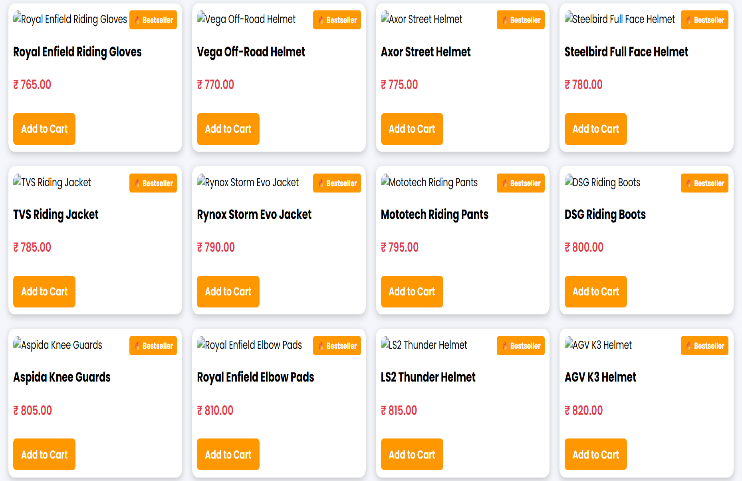 Royal Enfield Riding Gloves
🔥 Bestseller
Royal Enfield Riding Gloves
₹ 765.00
Add to Cart
Vega Off-Road Helmet
🔥 Bestseller
Vega Off-Road Helmet
₹ 770.00
Add to Cart
Axor Street Helmet
🔥 Bestseller
Axor Street Helmet
₹ 775.00
Add to Cart
Steelbird Full Face Helmet
🔥 Bestseller
Steelbird Full Face Helmet
₹ 780.00
Add to Cart
TVS Riding Jacket
🔥 Bestseller
TVS Riding Jacket
₹ 785.00
Add to Cart
Rynox Storm Evo Jacket
🔥 Bestseller
Rynox Storm Evo Jacket
₹ 790.00
Add to Cart
Mototech Riding Pants
🔥 Bestseller
Mototech Riding Pants
₹ 795.00
Add to Cart
DSG Riding Boots
🔥 Bestseller
DSG Riding Boots
₹ 800.00
Add to Cart
Aspida Knee Guards
🔥 Bestseller
Aspida Knee Guards
₹ 805.00
Add to Cart
Royal Enfield Elbow Pads
🔥 Bestseller
Royal Enfield Elbow Pads
₹ 810.00
Add to Cart
LS2 Thunder Helmet
🔥 Bestseller
LS2 Thunder Helmet
₹ 815.00
Add to Cart
AGV K3 Helmet
🔥 Bestseller
AGV K3 Helmet
₹ 820.00
Add to Cart